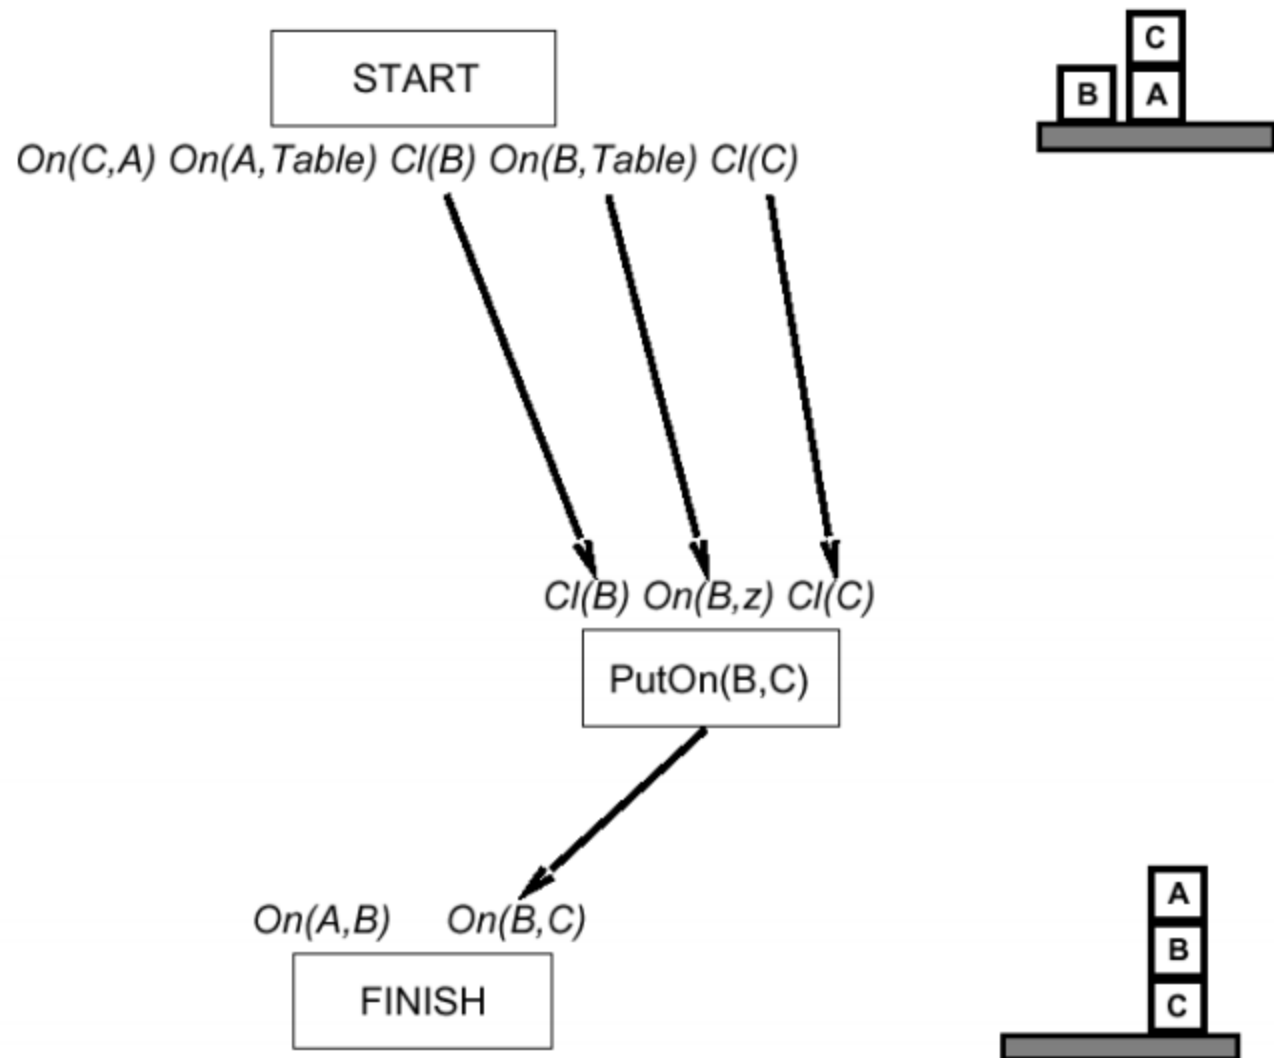 START
On(C,A) On(A,Table) Cl(B) On(B,Table) Cl(C)
C
B A
Cl(B) On(B,z) Cl(C)
PutOn(B,C)
On(A,B) On(B,C)
FINISH
A
B
C